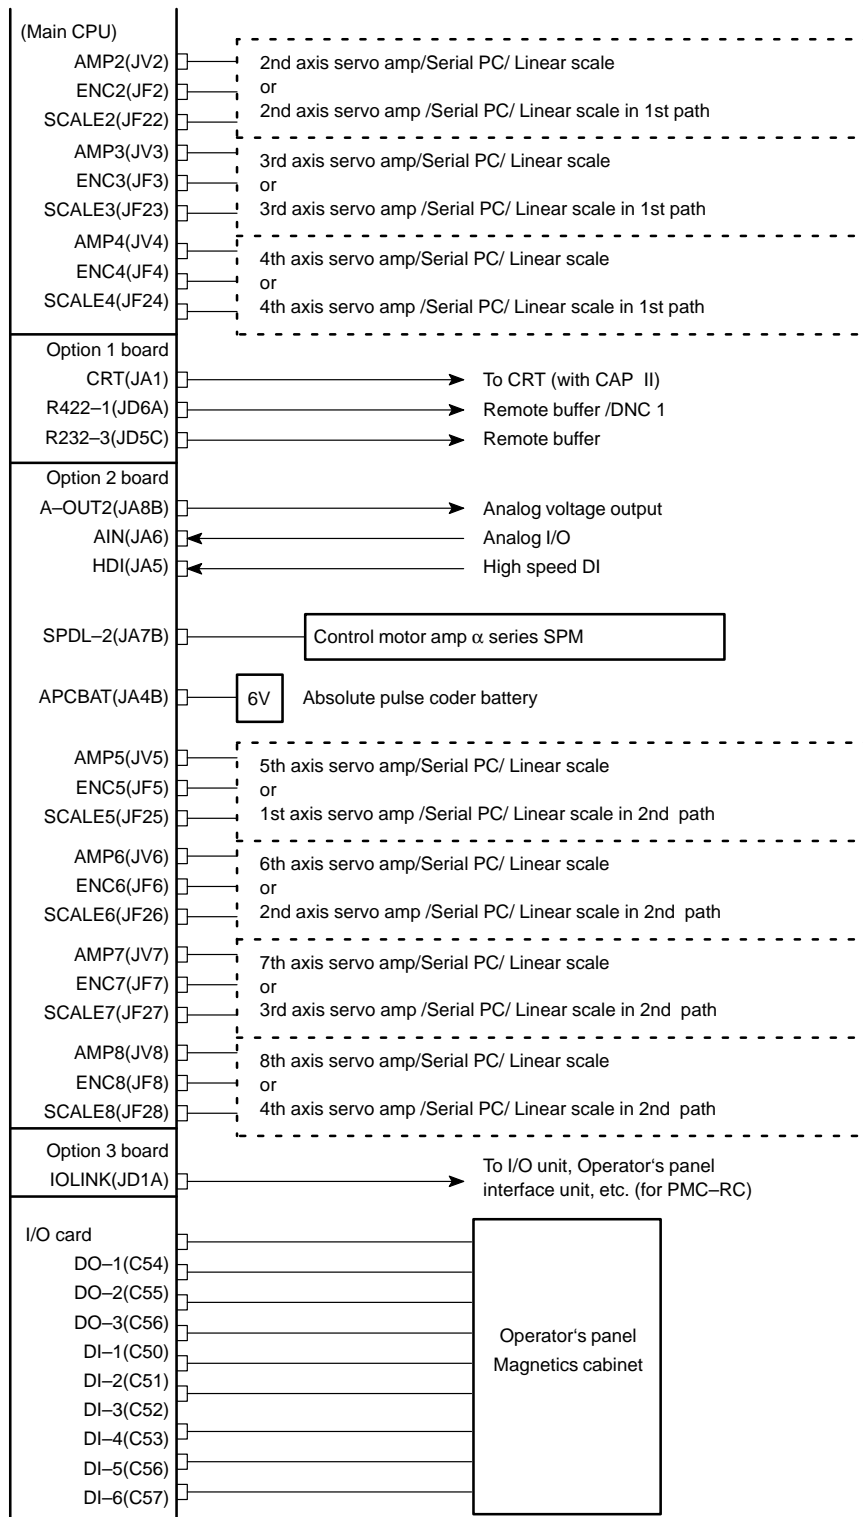 (Main CPU)
AMP2(JV2)
ENC2(JF2)
SCALE2(JF22)
2nd axis servo amp/Serial PC/ Linear scale
or
2nd axis servo amp /Serial PC/ Linear scale in 1st path
AMP3(JV3)
ENC3(JF3)
SCALE3(JF23)
3rd axis servo amp/Serial PC/ Linear scale
or
3rd axis servo amp /Serial PC/ Linear scale in 1st path
AMP4(JV4)
ENC4(JF4)
SCALE4(JF24)
4th axis servo amp/Serial PC/ Linear scale
or
4th axis servo amp /Serial PC/ Linear scale in 1st path
Option 1 board
CRT(JA1) To CRT (with CAP II)
R422–1(JD6A) Remote buffer /DNC 1
R232–3(JD5C) Remote buffer
Option 2 board
A–OUT2(JA8B) Analog voltage output
AIN(JA6) Analog I/O
HDI(JA5) High speed DI
SPDL–2(JA7B) Control motor amp α series SPM
APCBAT(JA4B) 6V Absolute pulse coder battery
AMP5(JV5)
ENC5(JF5)
SCALE5(JF25)
5th axis servo amp/Serial PC/ Linear scale
or
1st axis servo amp /Serial PC/ Linear scale in 2nd path
AMP6(JV6)
ENC6(JF6)
SCALE6(JF26)
6th axis servo amp/Serial PC/ Linear scale
or
2nd axis servo amp /Serial PC/ Linear scale in 2nd path
AMP7(JV7)
ENC7(JF7)
SCALE7(JF27)
7th axis servo amp/Serial PC/ Linear scale
or
3rd axis servo amp /Serial PC/ Linear scale in 2nd path
AMP8(JV8)
ENC8(JF8)
SCALE8(JF28)
8th axis servo amp/Serial PC/ Linear scale
or
4th axis servo amp /Serial PC/ Linear scale in 2nd path
Option 3 board
IOLINK(JD1A)
To I/O unit, Operator‘s panel
interface unit, etc. (for PMC–RC)
I/O card
DO–1(C54)
DO–2(C55)
DO–3(C56)
DI–1(C50)
DI–2(C51)
DI–3(C52)
DI–4(C53)
DI–5(C56)
DI–6(C57)
Operator‘s panel
Magnetics cabinet